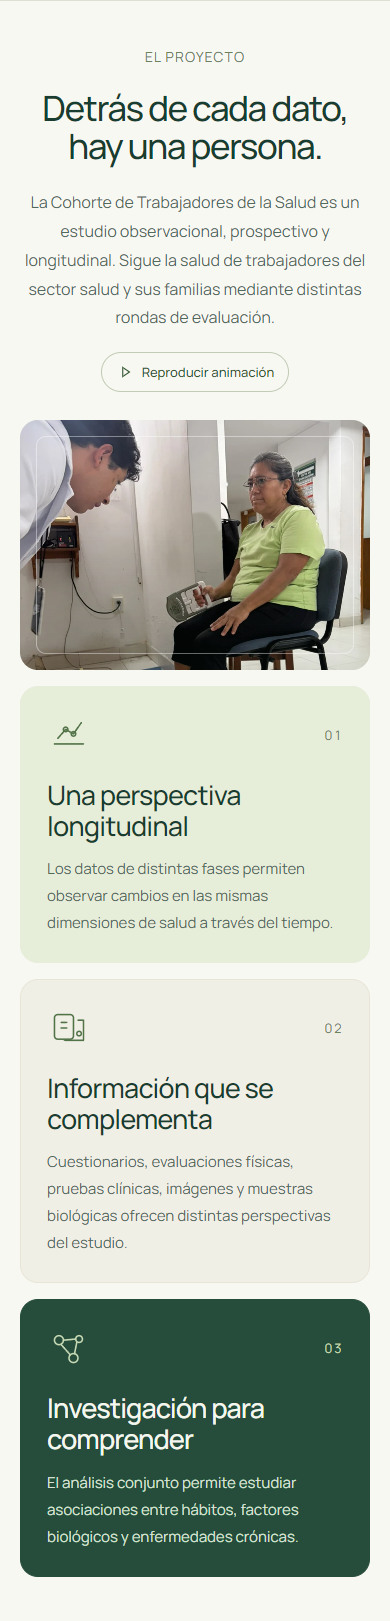 EL PROYECTO
Detrás de cada dato,
hay una persona.
La Cohorte de Trabajadores de la Salud es un
estudio observacional, prospectivo y
longitudinal. Sigue la salud de trabajadores del
sector salud y sus familias mediante distintas
rondas de evaluación.
Reproducir animación
01
Una perspectiva
longitudinal
Los datos de distintas fases permiten
observar cambios en las mismas
dimensiones de salud a través del tiempo.
02
Información que se
complementa
Cuestionarios, evaluaciones físicas,
pruebas clínicas, imágenes y muestras
biológicas ofrecen distintas perspectivas
del estudio.
03
Investigación para
comprender
El análisis conjunto permite estudiar
asociaciones entre hábitos, factores
biológicos y enfermedades crónicas.